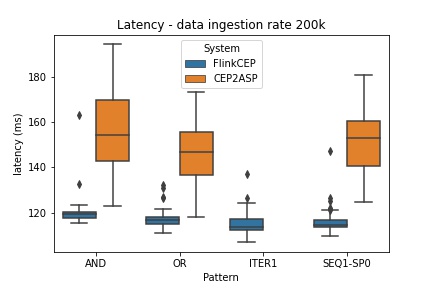 Latency - data ingestion rate 200k
System
FlinkCEP
CEP2ASP
latency (ms)
180
160
140
120
AND OR ITER1 SEQ1-SP0
Pattern